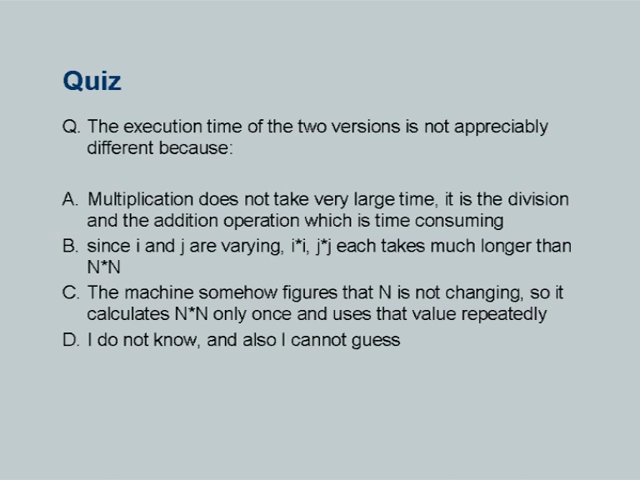 Quiz
Q. The execution time of the two versions is not appreciably
different because:
A. Multiplication does not take very large time, it is the division
and the addition operation which is time consuming
B. since i and j are varying, i*i, j*j each takes much longer than
N*N
C. The machine somehow figures that N is not changing, so it
calculates N*N only once and uses that value repeatedly
D. I do not know, and also I cannot guess